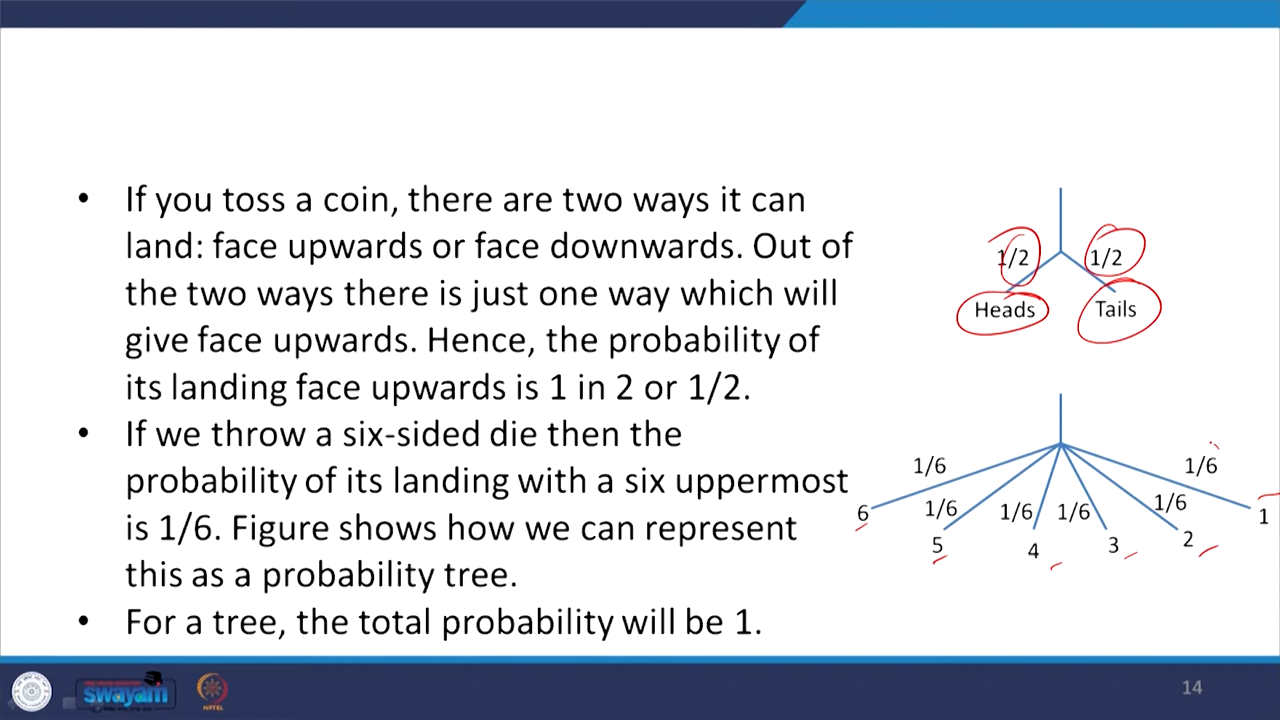 • If you toss a coin, there are two ways it can
land: face upwards or face downwards. Out of
the two ways there is just one way which will
give face upwards. Hence, the probability of
its landing face upwards is 1 in 2 or 1/2.
• If we throw a six-sided die then the
probability of its landing with a six uppermost
is 1/6. Figure shows how we can represent
this as a probability tree.
• For a tree, the total probability will be 1.
1/2 1/2
Heads Tails
1/6 1/6 1/6 1/6 1/6 1/6
6 5 4 3 2 1
swayam
NPTEL
14